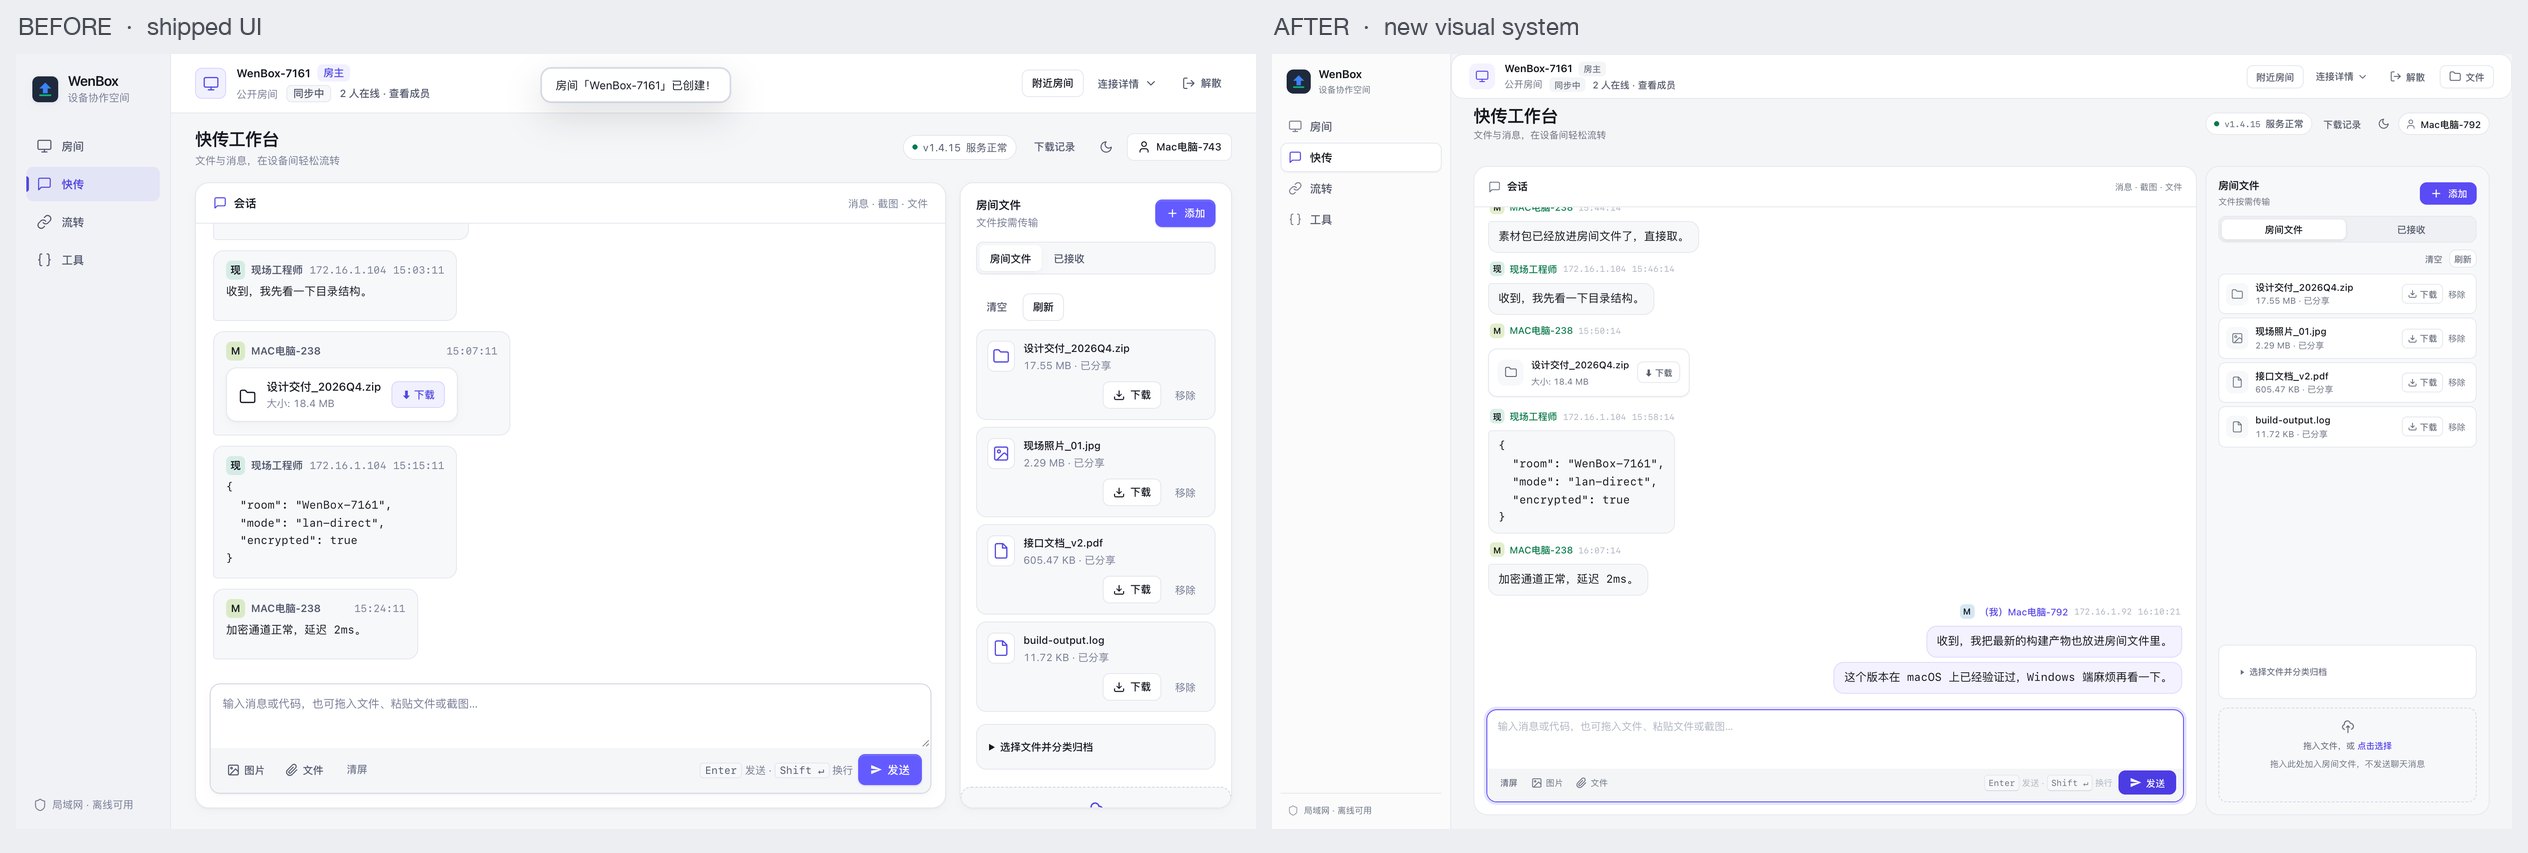 BEFORE · shipped UI
WenBox
设备协作空间
房间
快传
流转
工具
局域网 · 离线可用
WenBox-7161 房主
公开房间 同步中 2 人在线 · 查看成员
房间「WenBox-7161」已创建!
附近房间 连接详情 解散
快传工作台
文件与消息，在设备间轻松流转
v1.4.15 服务正常 下载记录 Mac电脑-743
会话 消息 · 截图 · 文件
现 现场工程师 172.16.1.104 15:03:11
收到，我先看一下目录结构。
M MAC电脑-238 15:07:11
设计交付_2026Q4.zip
大小: 18.4 MB
下载
现 现场工程师 172.16.1.104 15:15:11
{
"room": "WenBox-7161",
"mode": "lan-direct",
"encrypted": true
}
M MAC电脑-238 15:24:11
加密通道正常，延迟 2ms。
输入消息或代码，也可拖入文件、粘贴文件或截图...
图片 文件 清屏 Enter 发送 · Shift ↵ 换行 发送
房间文件
文件按需传输
+ 添加
房间文件 已接收
清空 刷新
设计交付_2026Q4.zip
17.55 MB · 已分享
下载 移除
现场照片_01.jpg
2.29 MB · 已分享
下载 移除
接口文档_v2.pdf
605.47 KB · 已分享
下载 移除
build-output.log
11.72 KB · 已分享
下载 移除
▶ 选择文件并分类归档
AFTER · new visual system
WenBox
设备协作空间
房间
快传
流转
工具
局域网 · 离线可用
WenBox-7161 房主
公开房间 同步中 2 人在线 · 查看成员
附近房间 连接详情 解散 文件
快传工作台
文件与消息，在设备间轻松流转
v1.4.15 服务正常 下载记录 Mac电脑-792
会话 消息 · 截图 · 文件
M MAC电脑-238 15:44:14
素材包已经放进房间文件了，直接取。
现 现场工程师 172.16.1.104 15:46:14
收到，我先看一下目录结构。
M MAC电脑-238 15:50:14
设计交付_2026Q4.zip
大小: 18.4 MB
下载
现 现场工程师 172.16.1.104 15:58:14
{
"room": "WenBox-7161",
"mode": "lan-direct",
"encrypted": true
}
M MAC电脑-238 16:07:14
加密通道正常，延迟 2ms。
M （我）Mac电脑-792 172.16.1.92 16:10:21
收到，我把最新的构建产物也放进房间文件里。
这个版本在 macOS 上已经验证过，Windows 端麻烦再看一下。
输入消息或代码，也可拖入文件、粘贴文件或截图...
清屏 图片 文件 Enter 发送 · Shift ↵ 换行 发送
房间文件
文件按需传输
+ 添加
房间文件 已接收
清空 刷新
设计交付_2026Q4.zip
17.55 MB · 已分享
下载 移除
现场照片_01.jpg
2.29 MB · 已分享
下载 移除
接口文档_v2.pdf
605.47 KB · 已分享
下载 移除
build-output.log
11.72 KB · 已分享
下载 移除
▸ 选择文件并分类归档
拖入文件，或 点击选择
拖入此处加入房间文件，不发送聊天消息